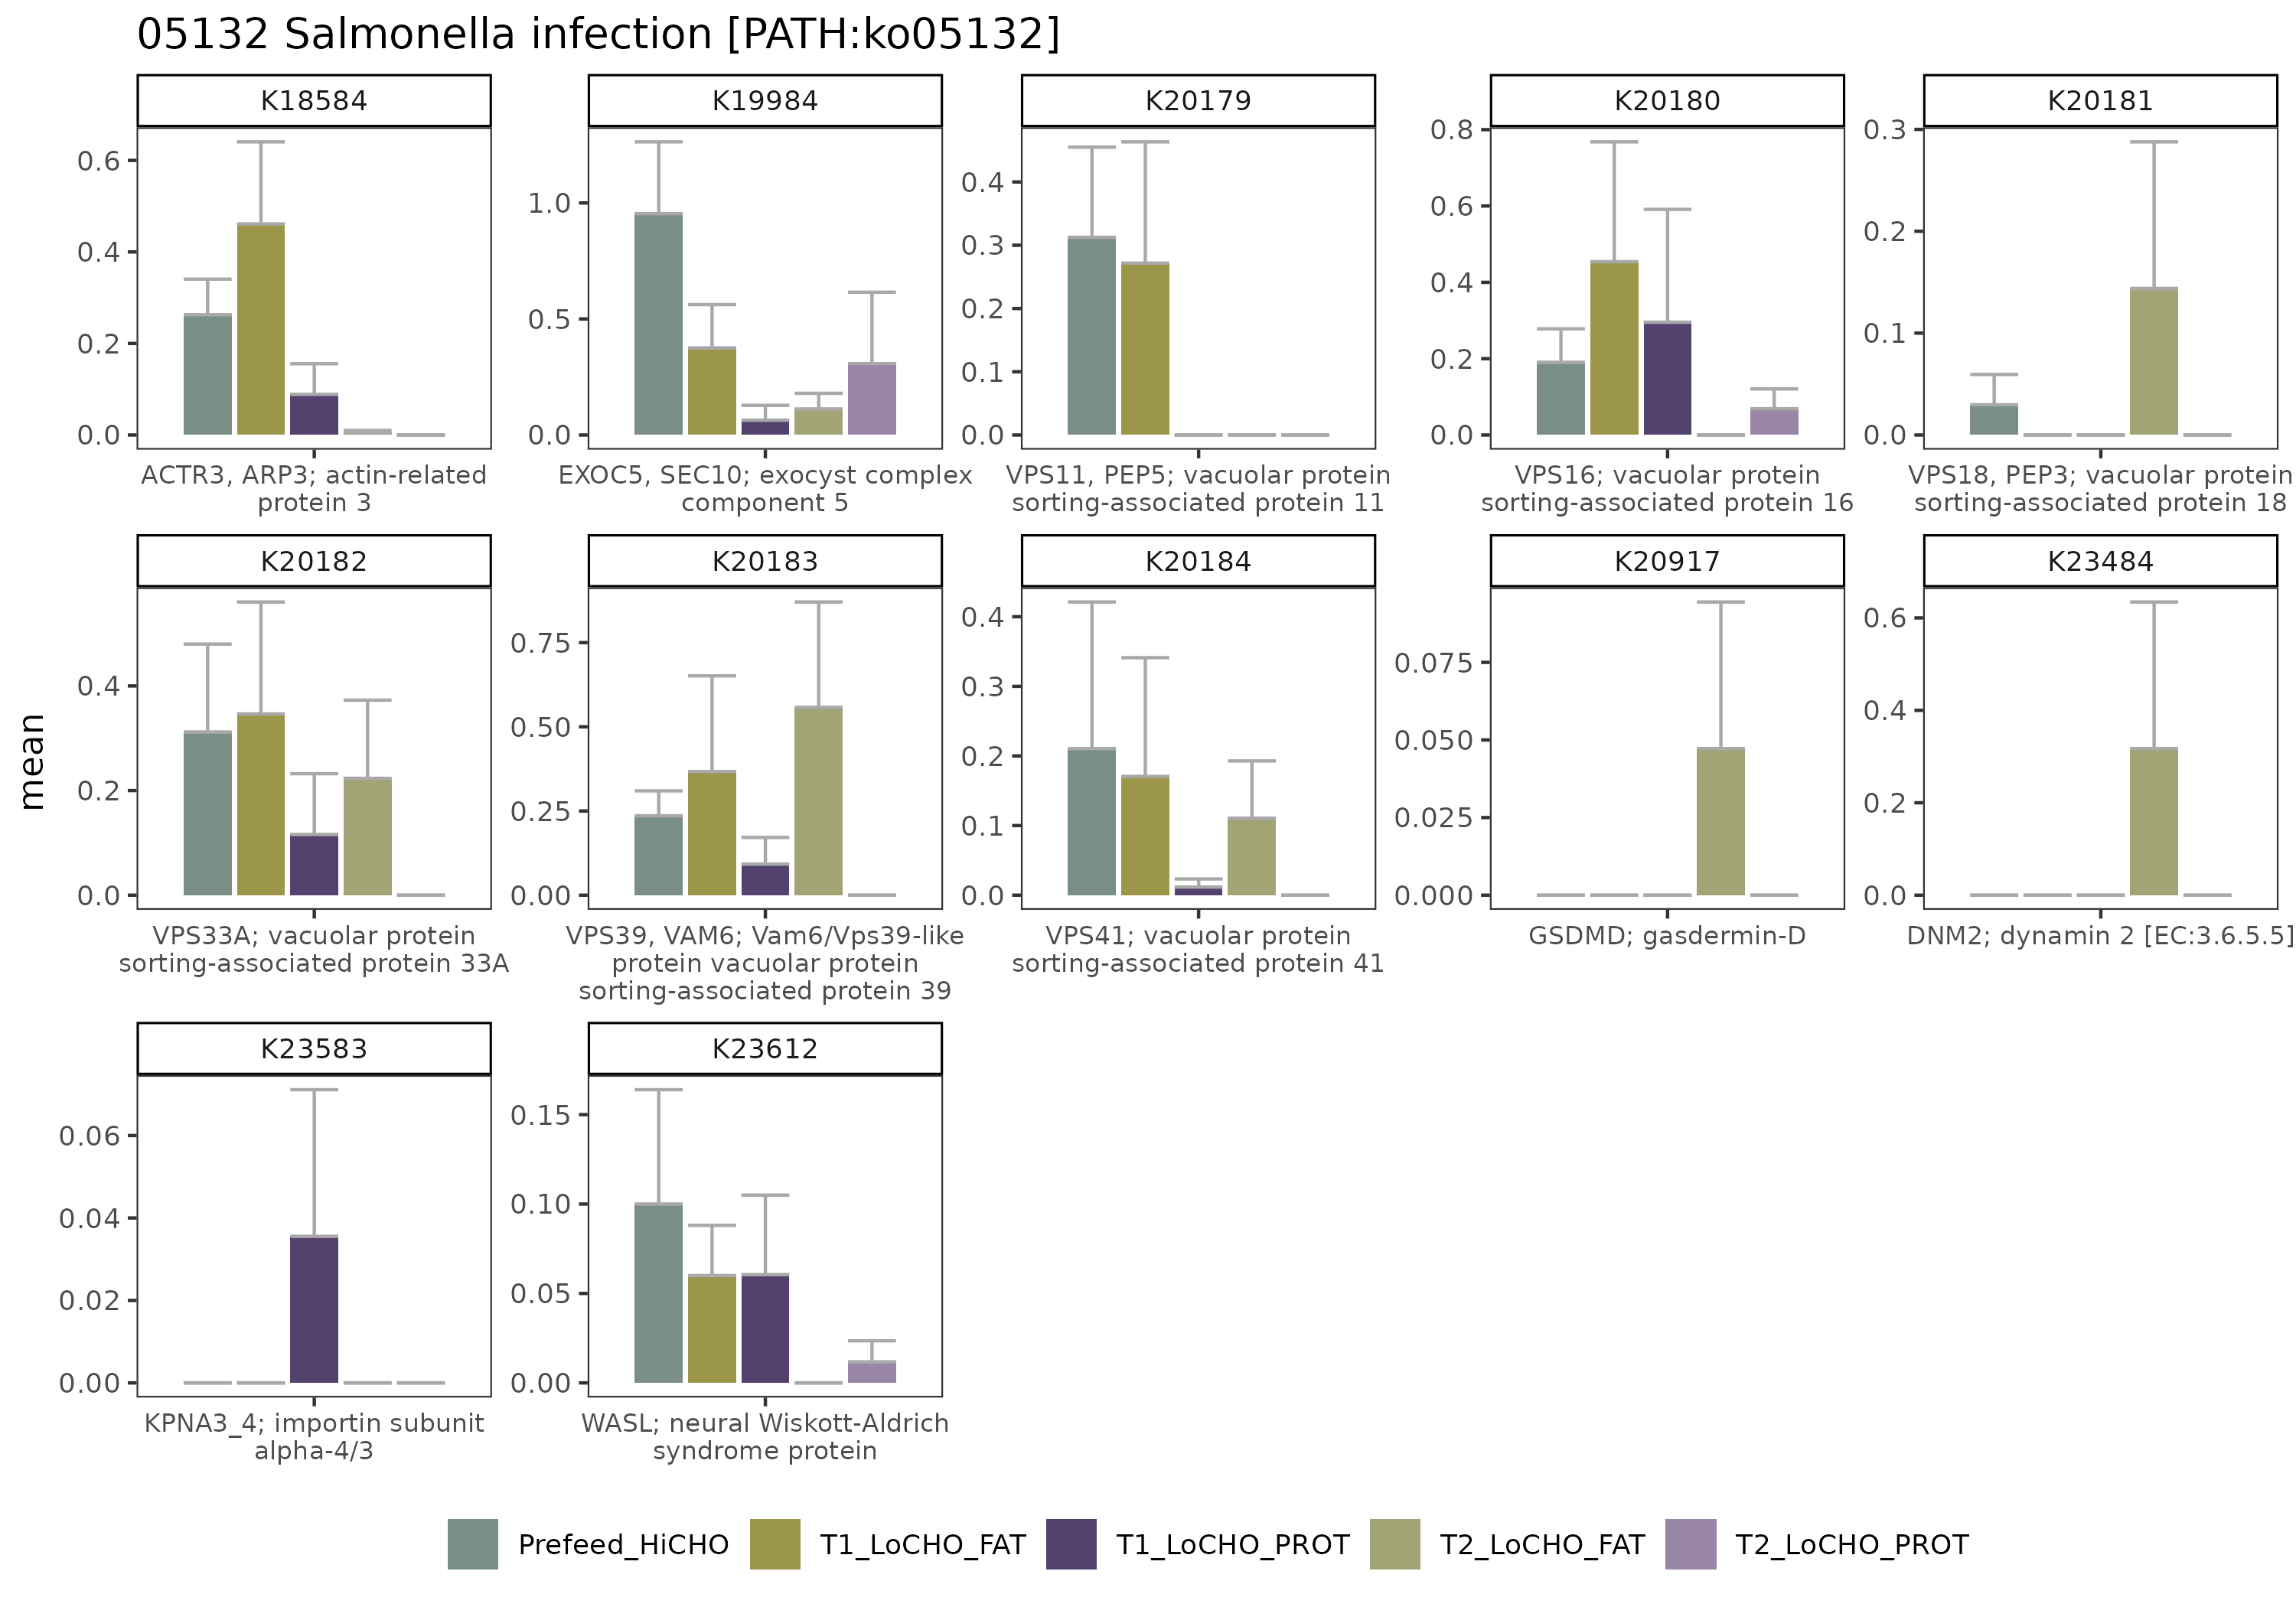 05132 Salmonella infection [PATH:ko05132]
K18584
K19984
K20179
K20180
K20181
0.6
0.4
0.2
0.0
1.0
0.5
0.0
0.4
0.3
0.2
0.1
0.0
0.8
0.6
0.4
0.2
0.0
0.3
0.2
0.1
0.0
ACTR3, ARP3; actin-related
protein 3
EXOC5, SEC10; exocyst complex
component 5
VPS11, PEP5; vacuolar protein
sorting-associated protein 11
VPS16; vacuolar protein
sorting-associated protein 16
VPS18, PEP3; vacuolar protein
sorting-associated protein 18
mean
K20182
K20183
K20184
K20917
K23484
0.4
0.2
0.0
0.75
0.50
0.25
0.00
0.4
0.3
0.2
0.1
0.0
0.075
0.050
0.025
0.000
0.6
0.4
0.2
0.0
VPS33A; vacuolar protein
sorting-associated protein 33A
VPS39, VAM6; Vam6/Vps39-like
protein vacuolar protein
sorting-associated protein 39
VPS41; vacuolar protein
sorting-associated protein 41
GSDMD; gasdermin-D
DNM2; dynamin 2 [EC:3.6.5.5]
K23583
K23612
0.06
0.04
0.02
0.00
0.15
0.10
0.05
0.00
KPNA3_4; importin subunit
alpha-4/3
WASL; neural Wiskott-Aldrich
syndrome protein
Prefeed_HiCHO
T1_LoCHO_FAT
T1_LoCHO_PROT
T2_LoCHO_FAT
T2_LoCHO_PROT